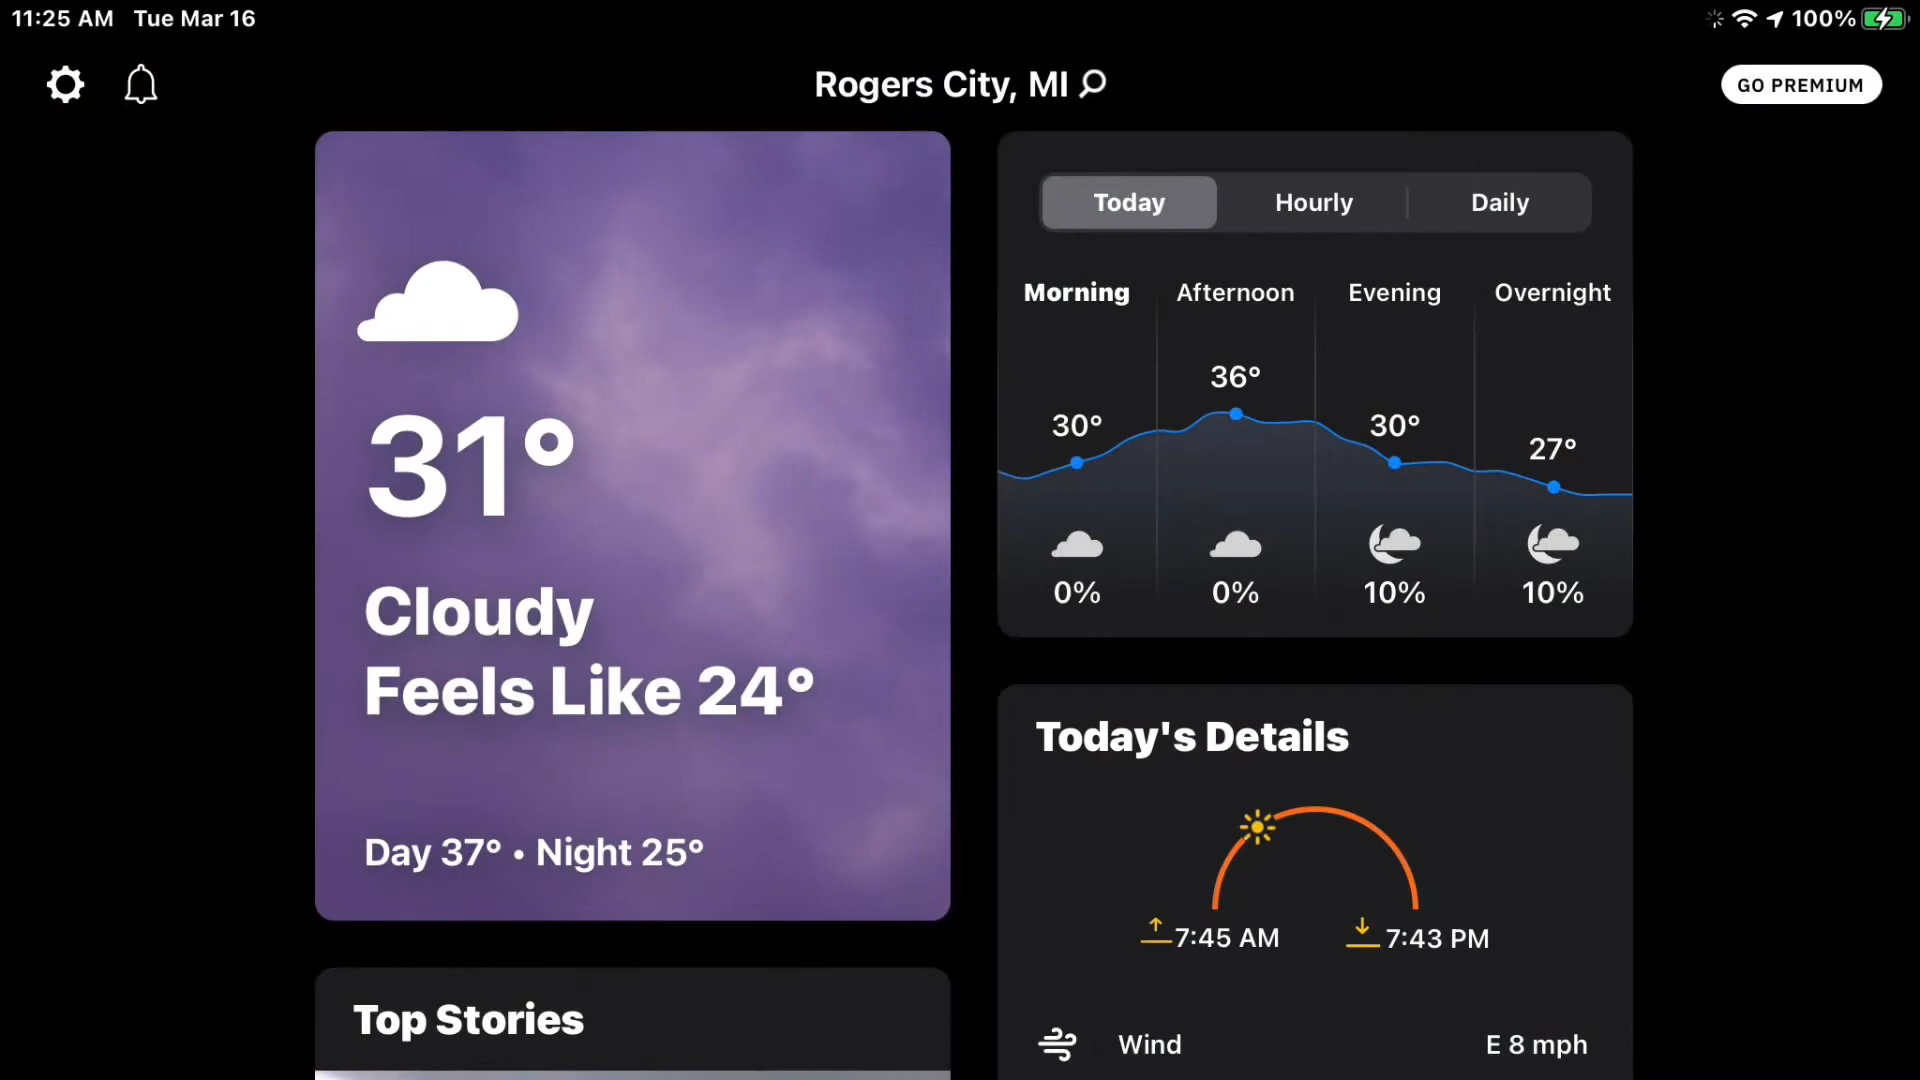 11:25 AM Tue Mar 16
100%
Rogers City, MI
GO PREMIUM
31°
Cloudy
Feels Like 24°
Day 37° • Night 25°
Top Stories
Today Hourly Daily
Morning Afternoon Evening Overnight
30° 36° 30° 27°
0% 0% 10% 10%
Today's Details
7:45 AM 7:43 PM
Wind E 8 mph